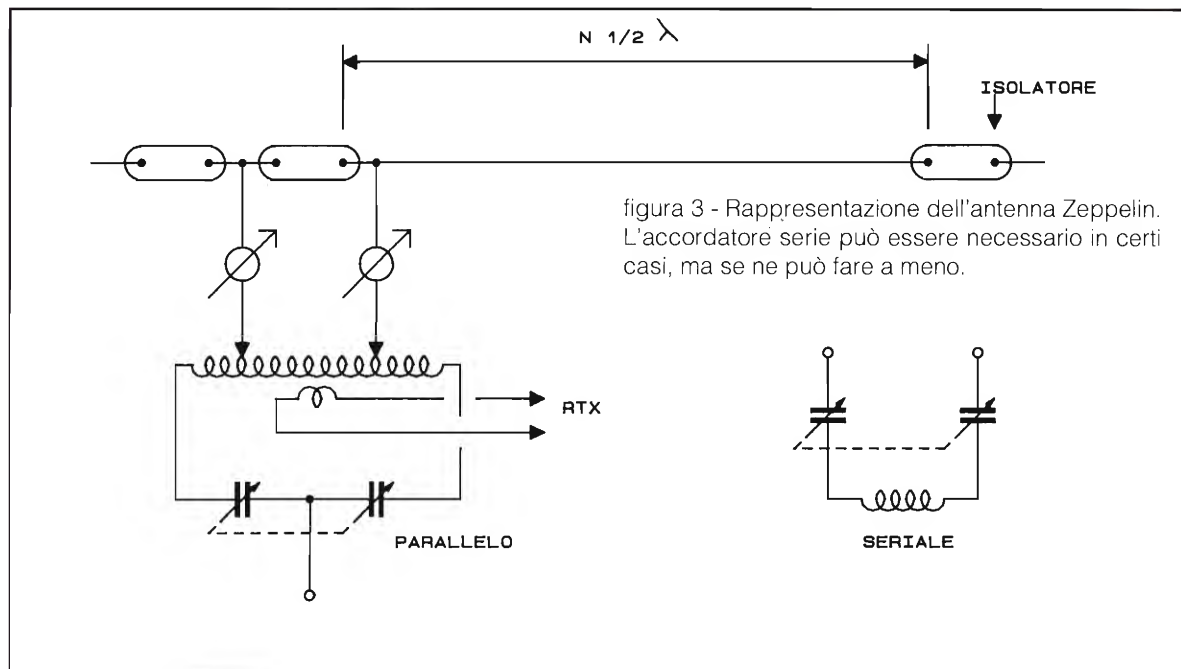 N 1/2 λ
ISOLATORE
figura 3 - Rappresentazione dell'antenna Zeppelin.
L'accordatore serie può essere necessario in certi
casi, ma se ne può fare a meno.
RTX
PARALLELO
SERIALE